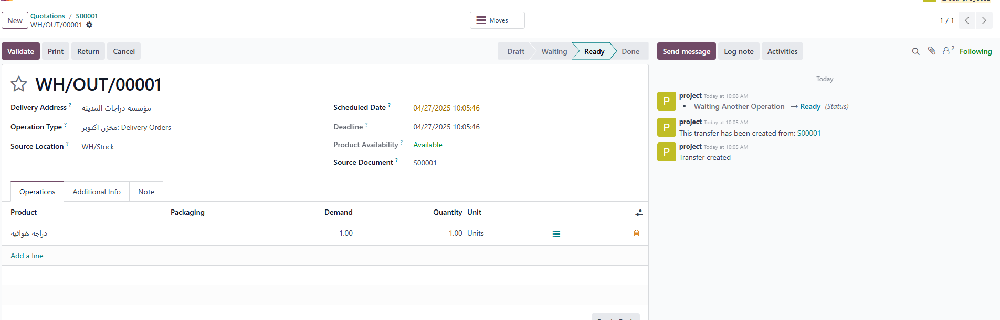 New
Quotations / S00001
WH/OUT/00001
Moves
1 / 1
Validate Print Return Cancel
Draft Waiting Ready Done
Send message Log note Activities
2 Following
WH/OUT/00001
Delivery Address ? مؤسسة دراجات المدينة
Operation Type ? مخزن اكتوبر: Delivery Orders
Source Location ? WH/Stock
Scheduled Date ? 04/27/2025 10:05:46
Deadline ? 04/27/2025 10:05:46
Product Availability ? Available
Source Document ? S00001
Operations Additional Info Note
Product Packaging Demand Quantity Unit
دراجة هوائية 1.00 1.00 Units
Add a line
Today
P
project Today at 10:08 AM
• Waiting Another Operation → Ready (Status)
P
project Today at 10:05 AM
This transfer has been created from: S00001
P
project Today at 10:05 AM
Transfer created